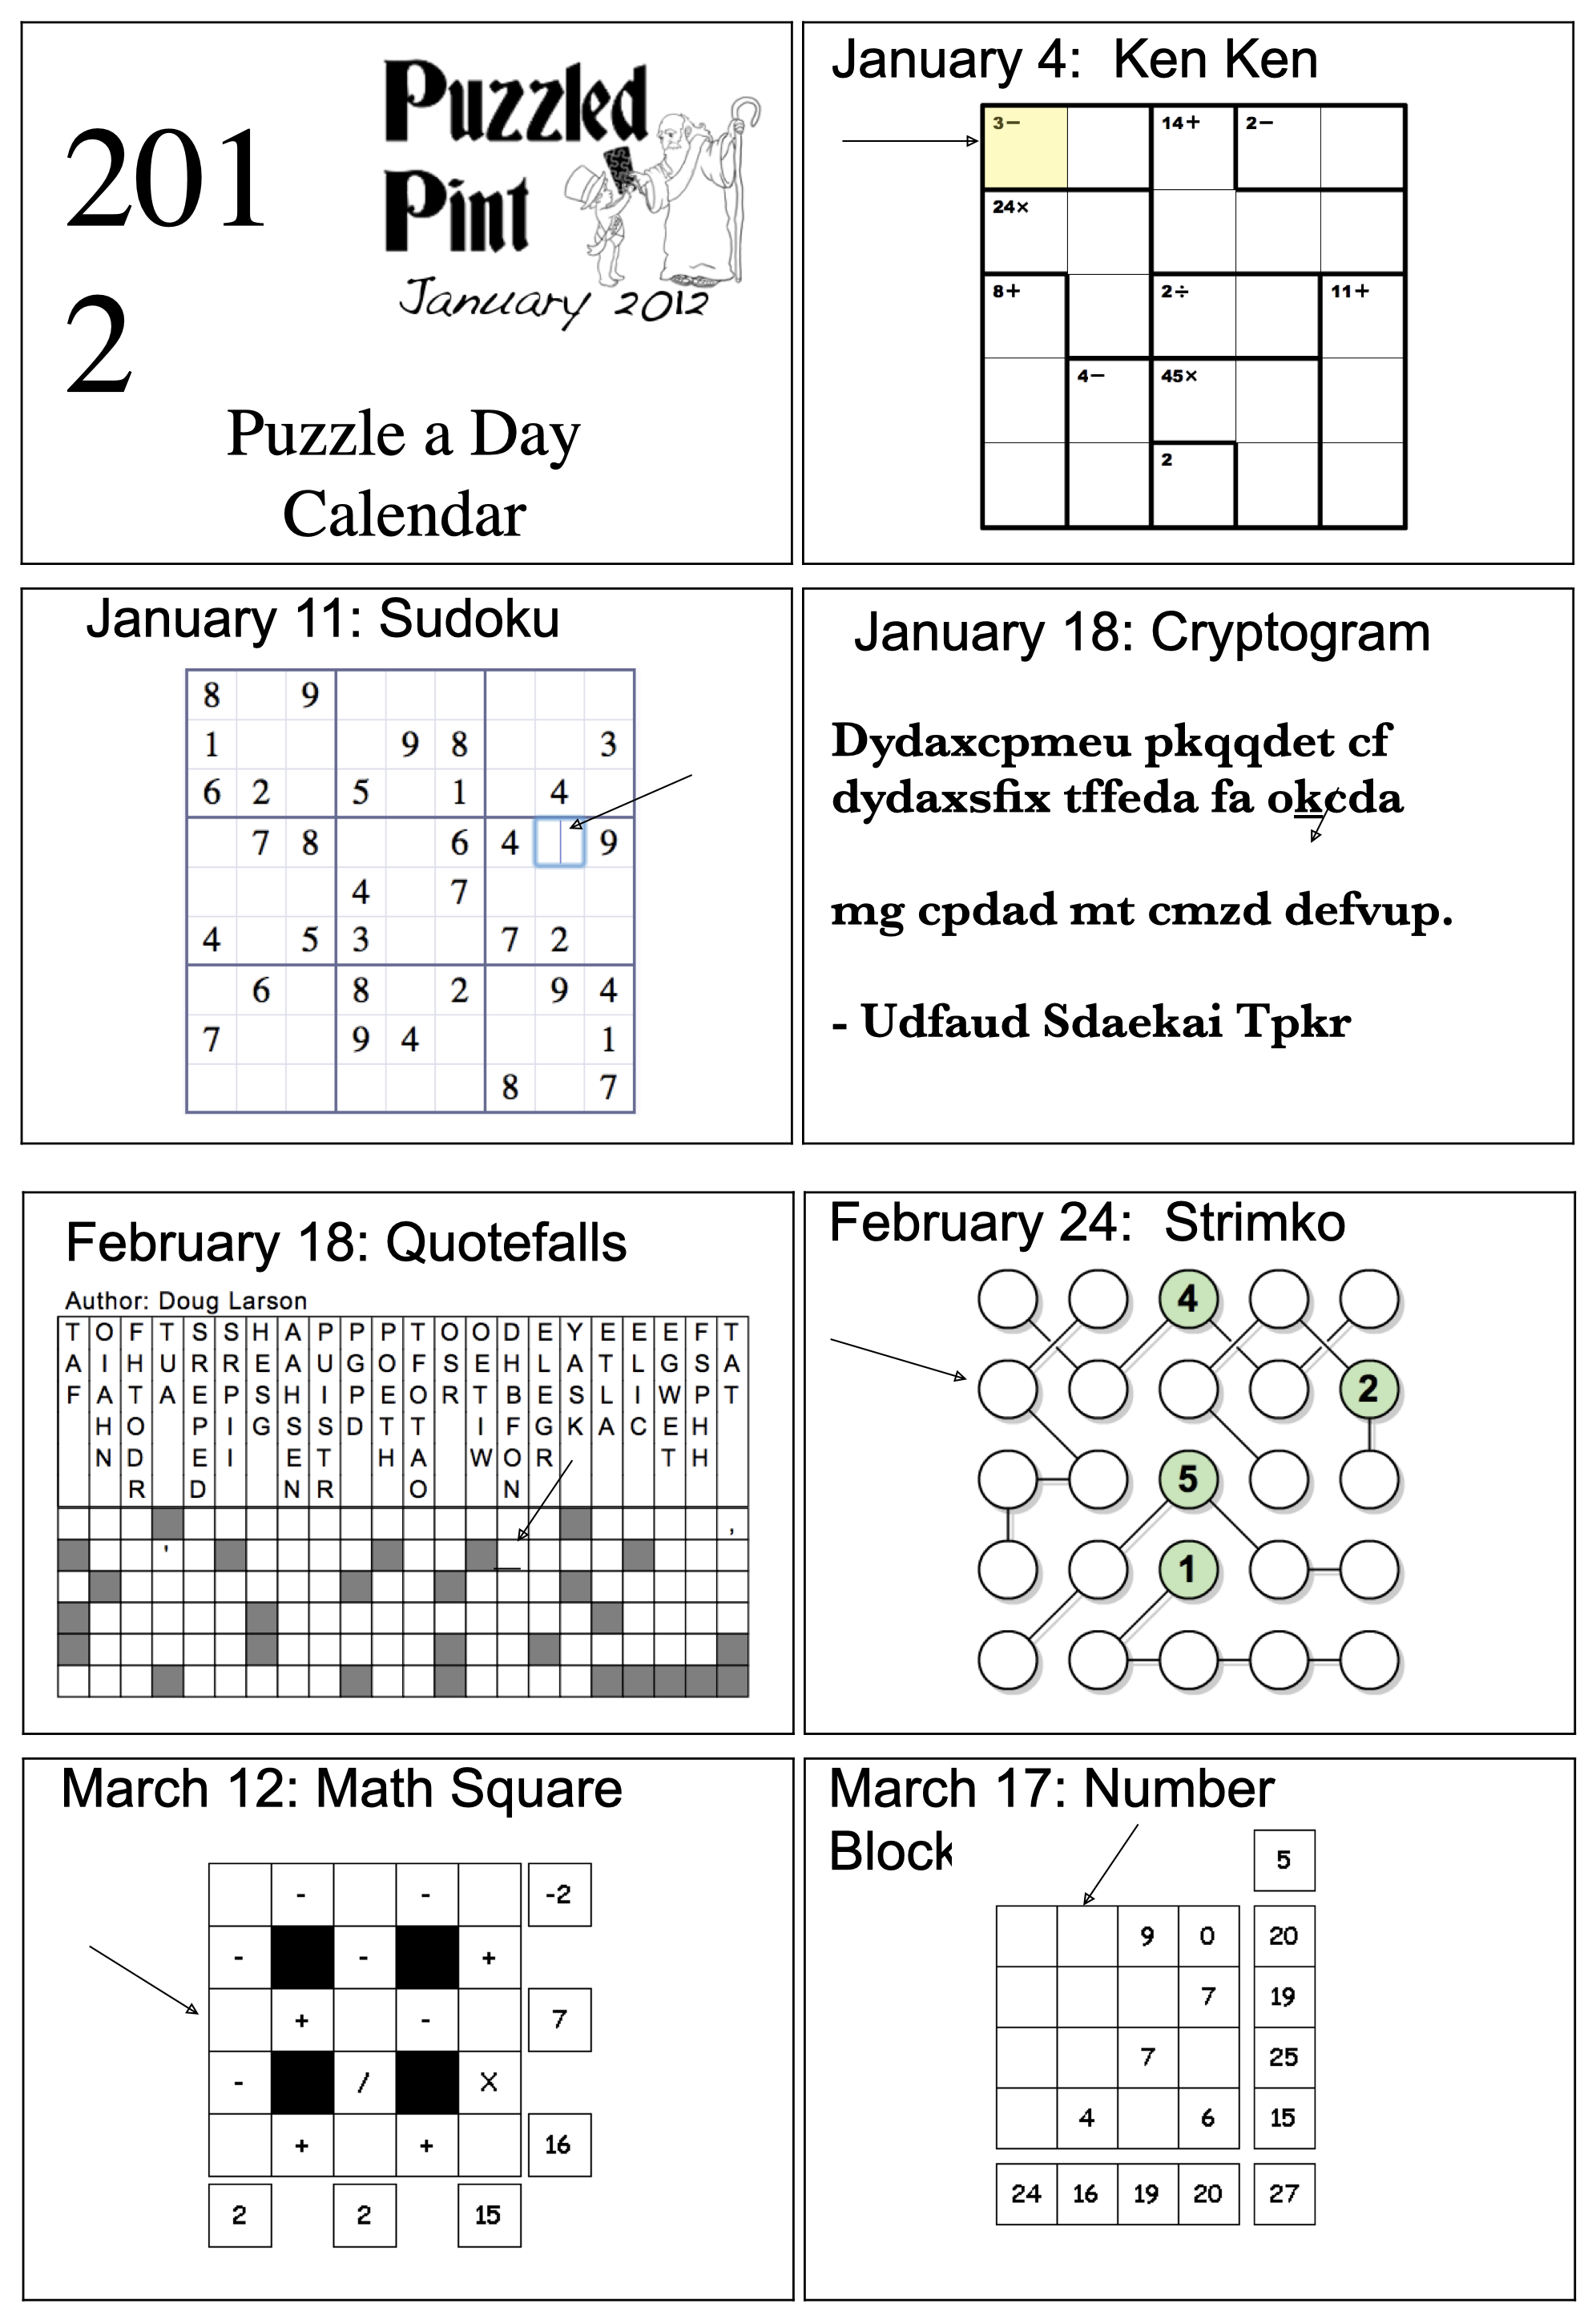 201
2
Puzzled
Pint
January 2012
Puzzle a Day
Calendar
January 4:  Ken Ken
3− 14+ 2−
24×
8+ 2÷ 11+
4− 45×
2
January 11: Sudoku
8 9
1 9 8 3
6 2 5 1 4
7 8 6 4 9
4 7
4 5 3 7 2
6 8 2 9 4
7 9 4 1
8 7
January 18: Cryptogram
Dydaxcpmeu pkqqdet cf
dydaxsfix tffeda fa okcda
mg cpdad mt cmzd defvup.
- Udfaud Sdaekai Tpkr
February 18: Quotefalls
Author: Doug Larson
T O F T S S H A P P P T O O D E Y E E E F T
A I H U R R E A U G O F S E H L A T L G S A
F A T A E P S H I P E O R T B E S L I W P T
H O P I G S S D T T I F G K A C E H
N D E I E T H A W O R T H
R D N R O N
,
'
February 24:  Strimko
4
2
5
1
March 12: Math Square
- - -2
- - +
+ - 7
- / X
+ + 16
2 2 15
March 17: Number
Block
5
9 0 20
7 19
7 25
4 6 15
24 16 19 20 27